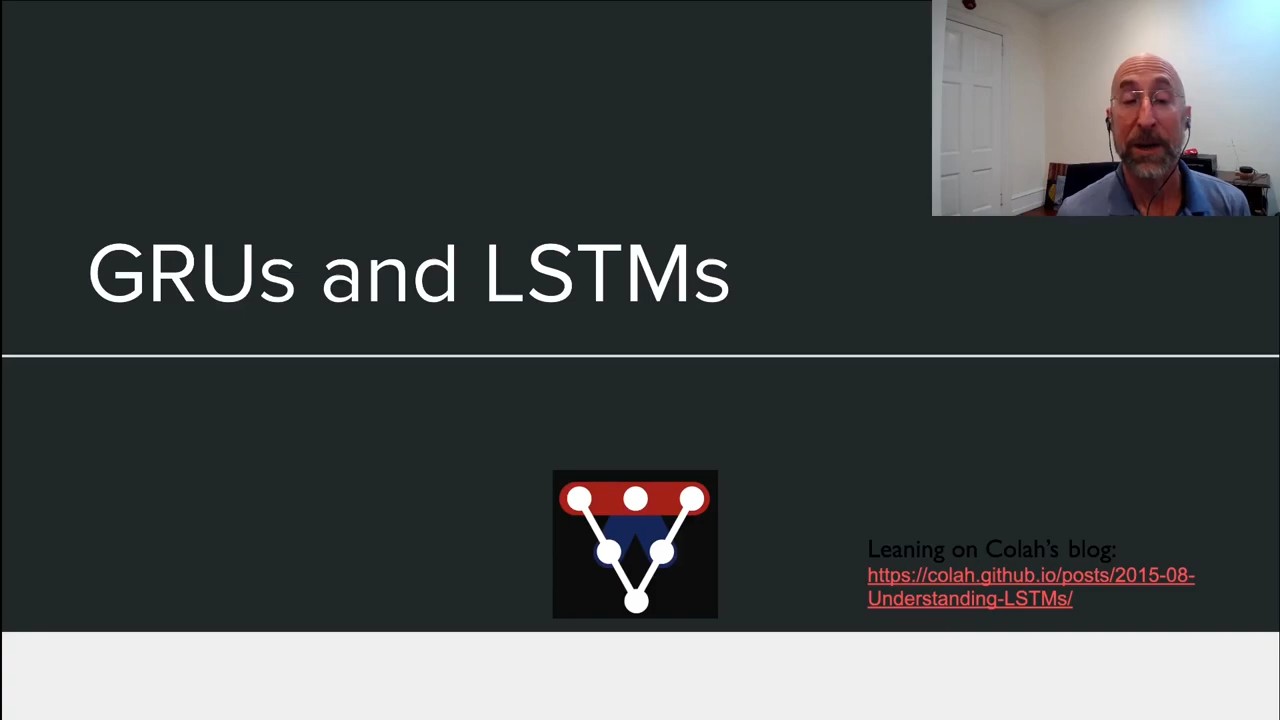 GRUs and LSTMs
Leaning on Colah's blog:
https://colah.github.io/posts/2015-08-
Understanding-LSTMs/